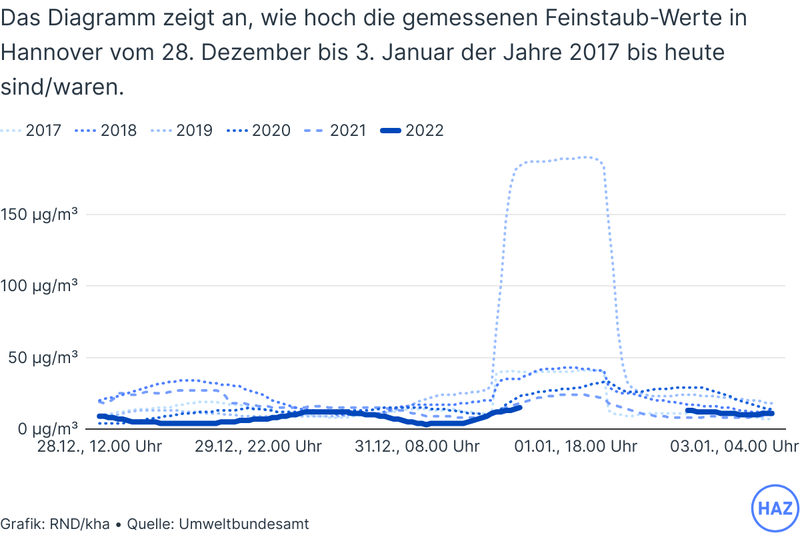 Das Diagramm zeigt an, wie hoch die gemessenen Feinstaub-Werte in
Hannover vom 28. Dezember bis 3. Januar der Jahre 2017 bis heute
sind/waren.
2017 2018 2019 2020 2021 2022
150 µg/m³
100 µg/m³
50 µg/m³
0 µg/m³
28.12., 12.00 Uhr 29.12., 22.00 Uhr 31.12., 08.00 Uhr 01.01., 18.00 Uhr 03.01., 04.00 Uhr
HAZ
Grafik: RND/kha • Quelle: Umweltbundesamt